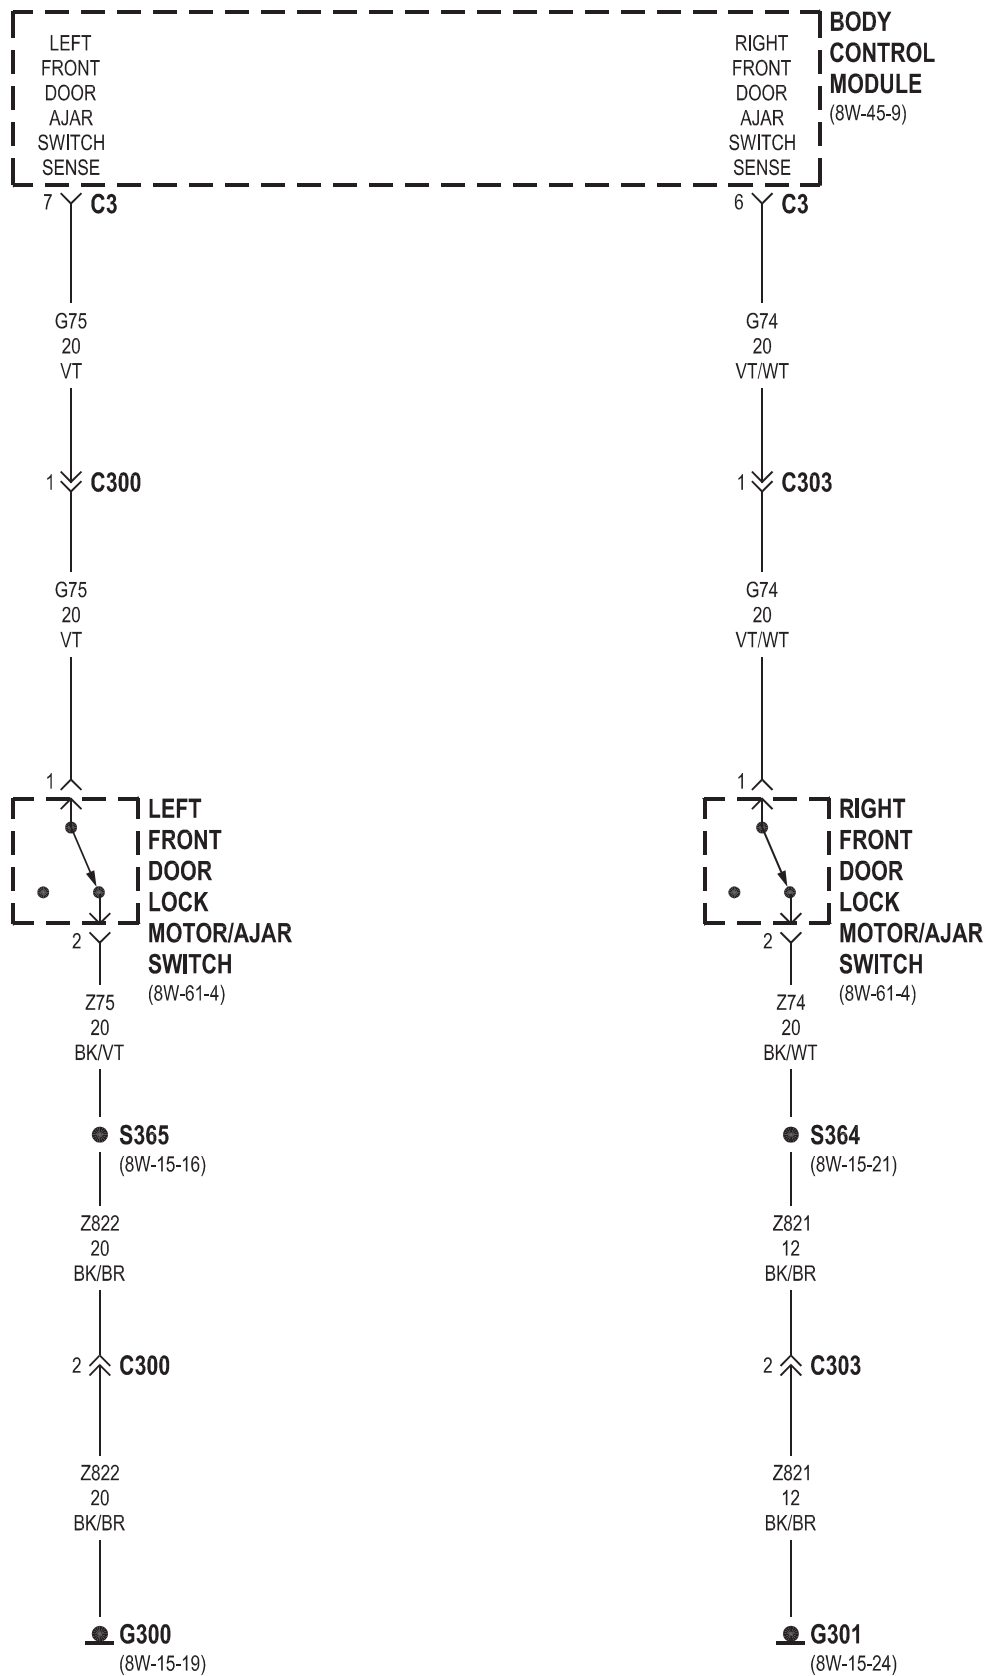 LEFT
FRONT
DOOR
AJAR
SWITCH
SENSE
RIGHT
FRONT
DOOR
AJAR
SWITCH
SENSE
BODY
CONTROL
MODULE
(8W-45-9)
7 C3
6 C3
G75
20
VT
G74
20
VT/WT
1 C300
1 C303
G75
20
VT
G74
20
VT/WT
1
1
LEFT
FRONT
DOOR
LOCK
MOTOR/AJAR
SWITCH
(8W-61-4)
RIGHT
FRONT
DOOR
LOCK
MOTOR/AJAR
SWITCH
(8W-61-4)
2
2
Z75
20
BK/VT
Z74
20
BK/WT
S365
(8W-15-16)
S364
(8W-15-21)
Z822
20
BK/BR
Z821
12
BK/BR
2 C300
2 C303
Z822
20
BK/BR
Z821
12
BK/BR
G300
(8W-15-19)
G301
(8W-15-24)